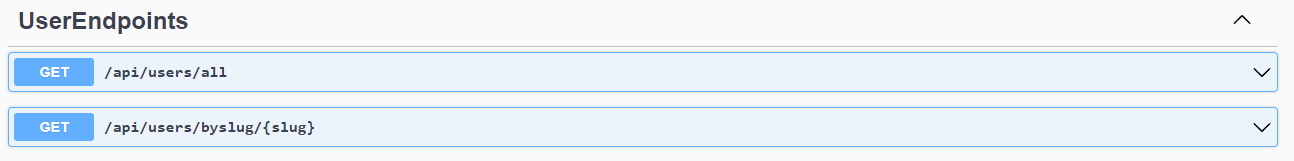 UserEndpoints
GET /api/users/all
GET /api/users/byslug/{slug}